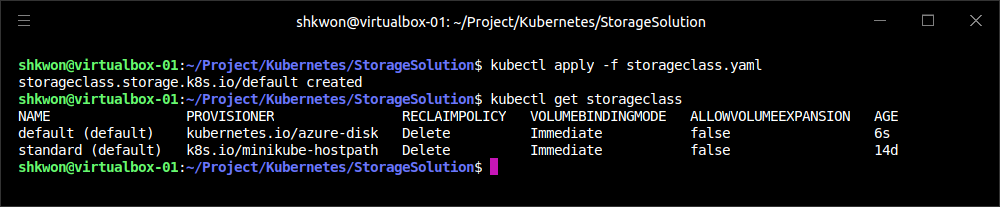 shkwon@virtualbox-01: ~/Project/Kubernetes/StorageSolution
shkwon@virtualbox-01:~/Project/Kubernetes/StorageSolution$ kubectl apply -f storageclass.yaml
storageclass.storage.k8s.io/default created
shkwon@virtualbox-01:~/Project/Kubernetes/StorageSolution$ kubectl get storageclass
NAME                 PROVISIONER                RECLAIMPOLICY   VOLUMEBINDINGMODE   ALLOWVOLUMEEXPANSION   AGE
default (default)    kubernetes.io/azure-disk   Delete          Immediate           false                  6s
standard (default)   k8s.io/minikube-hostpath   Delete          Immediate           false                  14d
shkwon@virtualbox-01:~/Project/Kubernetes/StorageSolution$